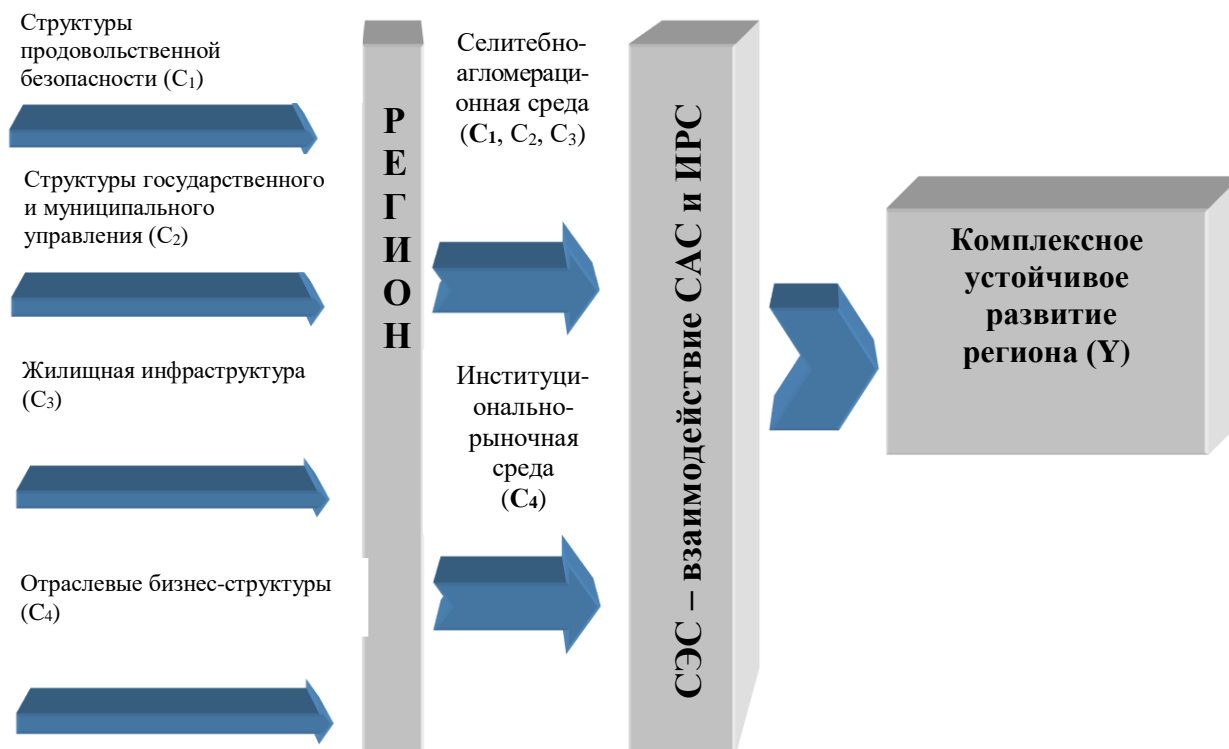 Структуры
продовольственной
безопасности (С₁)
Структуры государственного
и муниципального
управления (С₂)
Жилищная инфраструктура
(С₃)
Отраслевые бизнес-структуры
(С₄)
РЕГИОН
Селитебно-
агломераци-
онная среда
(С₁, С₂, С₃)
Институци-
онально-
рыночная
среда
(С₄)
СЭС – взаимодействие САС и ИРС
Комплексное
устойчивое
развитие
региона (Y)